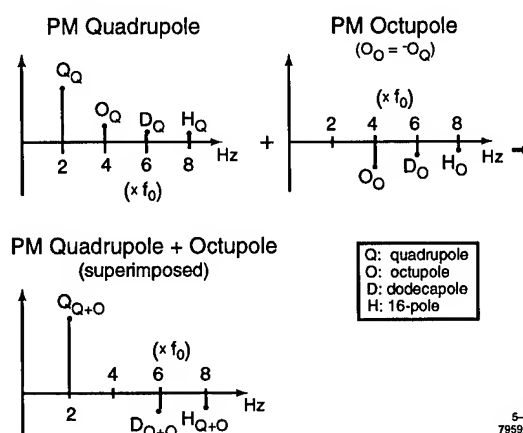 PM Quadrupole
Q_Q
O_Q
D_Q
H_Q
2 4 6 8
Hz
(x f_0)
+
PM Octupole
(O_O = -O_Q)
(x f_0)
2 4 6 8
Hz
O_O
D_O
H_O
PM Quadrupole + Octupole
(superimposed)
Q_Q+O
(x f_0)
4 6 8
Hz
2
D_Q+O
H_Q+O
Q: quadrupole
O: octupole
D: dodecapole
H: 16-pole
5–
7959